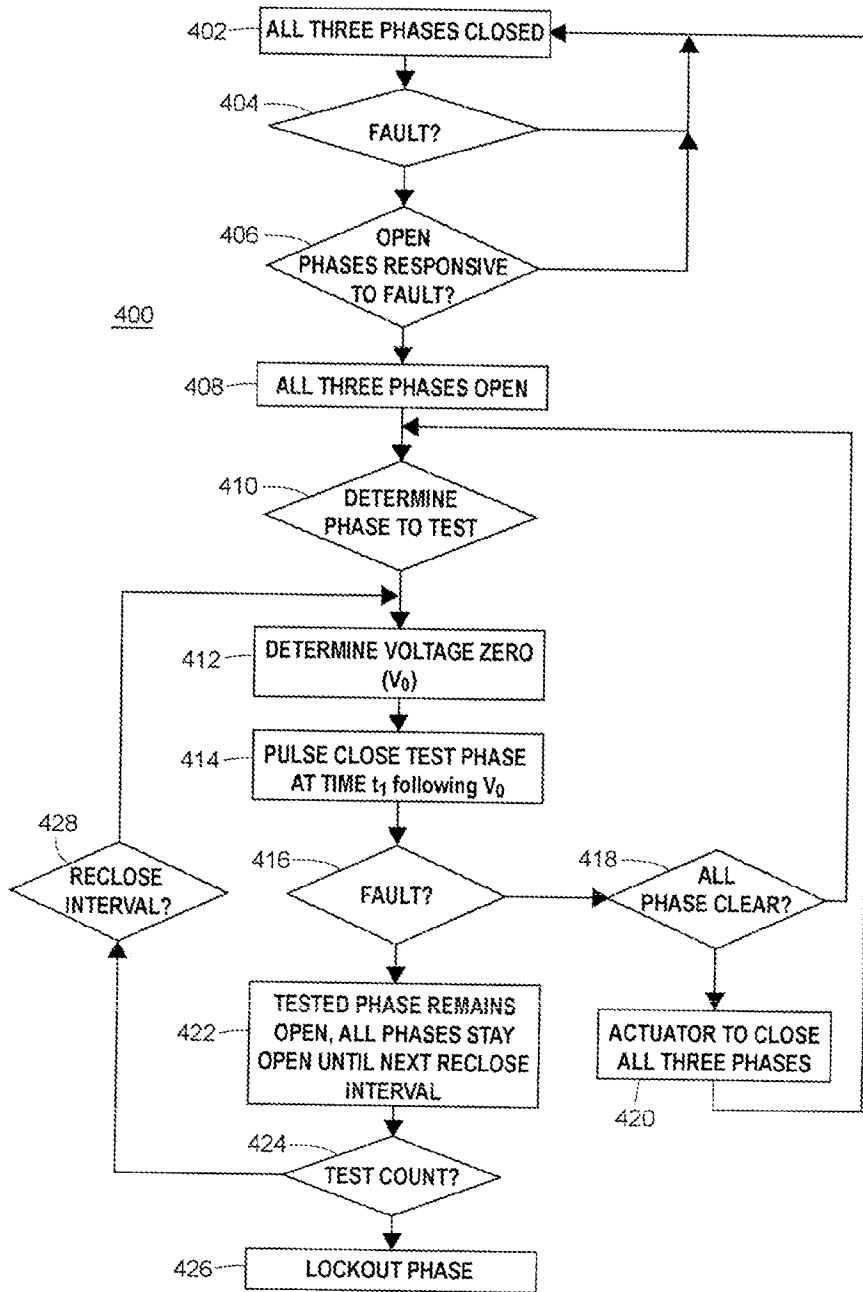 402
ALL THREE PHASES CLOSED
404
FAULT?
406
OPEN
PHASES RESPONSIVE
TO FAULT?
400
408
ALL THREE PHASES OPEN
410
DETERMINE
PHASE TO TEST
412
DETERMINE VOLTAGE ZERO
(V₀)
414
PULSE CLOSE TEST PHASE
AT TIME t₁ following V₀
428
RECLOSE
INTERVAL?
416
FAULT?
418
ALL
PHASE CLEAR?
422
TESTED PHASE REMAINS
OPEN, ALL PHASES STAY
OPEN UNTIL NEXT RECLOSE
INTERVAL
ACTUATOR TO CLOSE
ALL THREE PHASES
420
424
TEST COUNT?
426
LOCKOUT PHASE